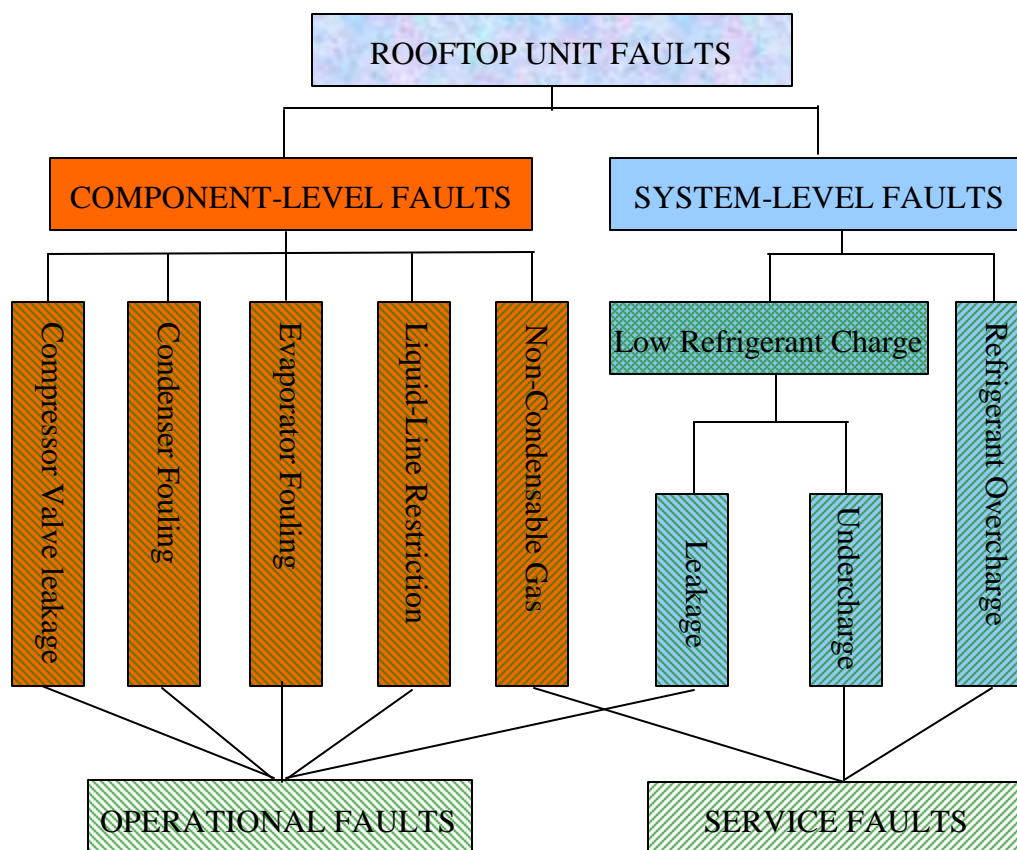 ROOFTOP UNIT FAULTS
COMPONENT-LEVEL FAULTS
SYSTEM-LEVEL FAULTS
Compressor Valve leakage
Condenser Fouling
Evaporator Fouling
Liquid-Line Restriction
Non-Condensable Gas
Low Refrigerant Charge
Refrigerant Overcharge
Leakage
Undercharge
OPERATIONAL FAULTS
SERVICE FAULTS